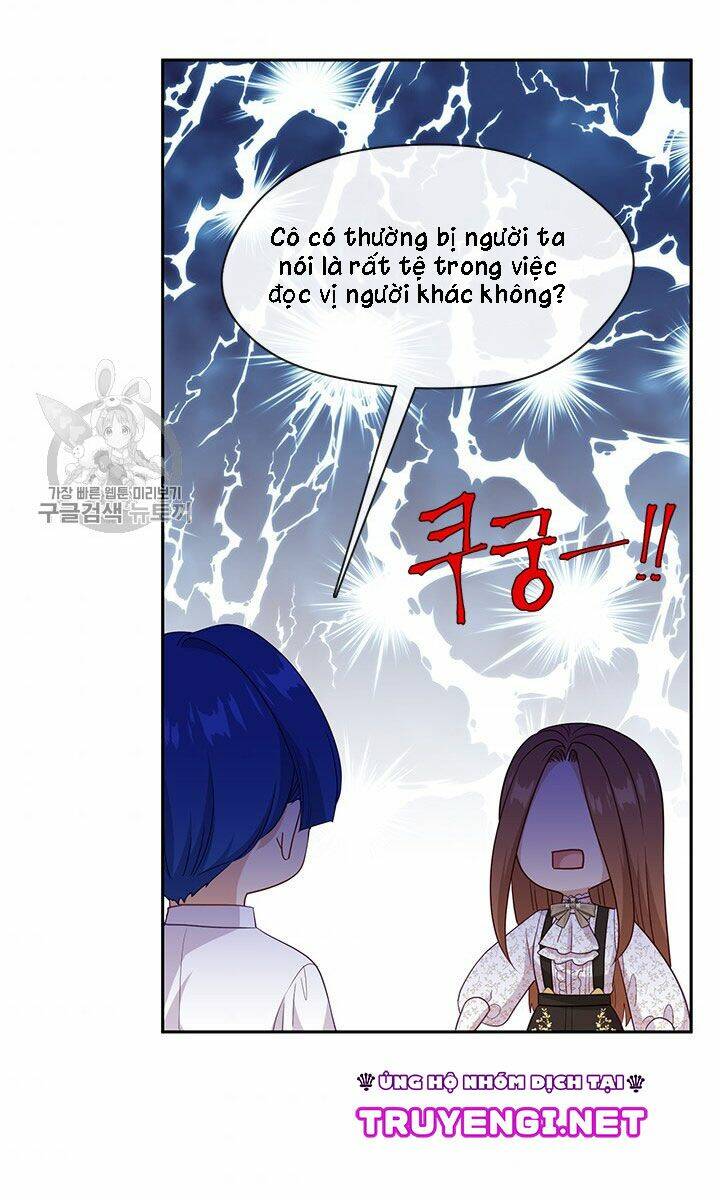 Cô có thường bị người ta
nói là rất tệ trong việc
đọc vị người khác không?
가장 빠른 웹툰 미리보기
구글검색 뉴토끼
쿠궁ㅡ!!
ỦNG HỘ NHÓM DỊCH TẠI
TRUYENGI.NET